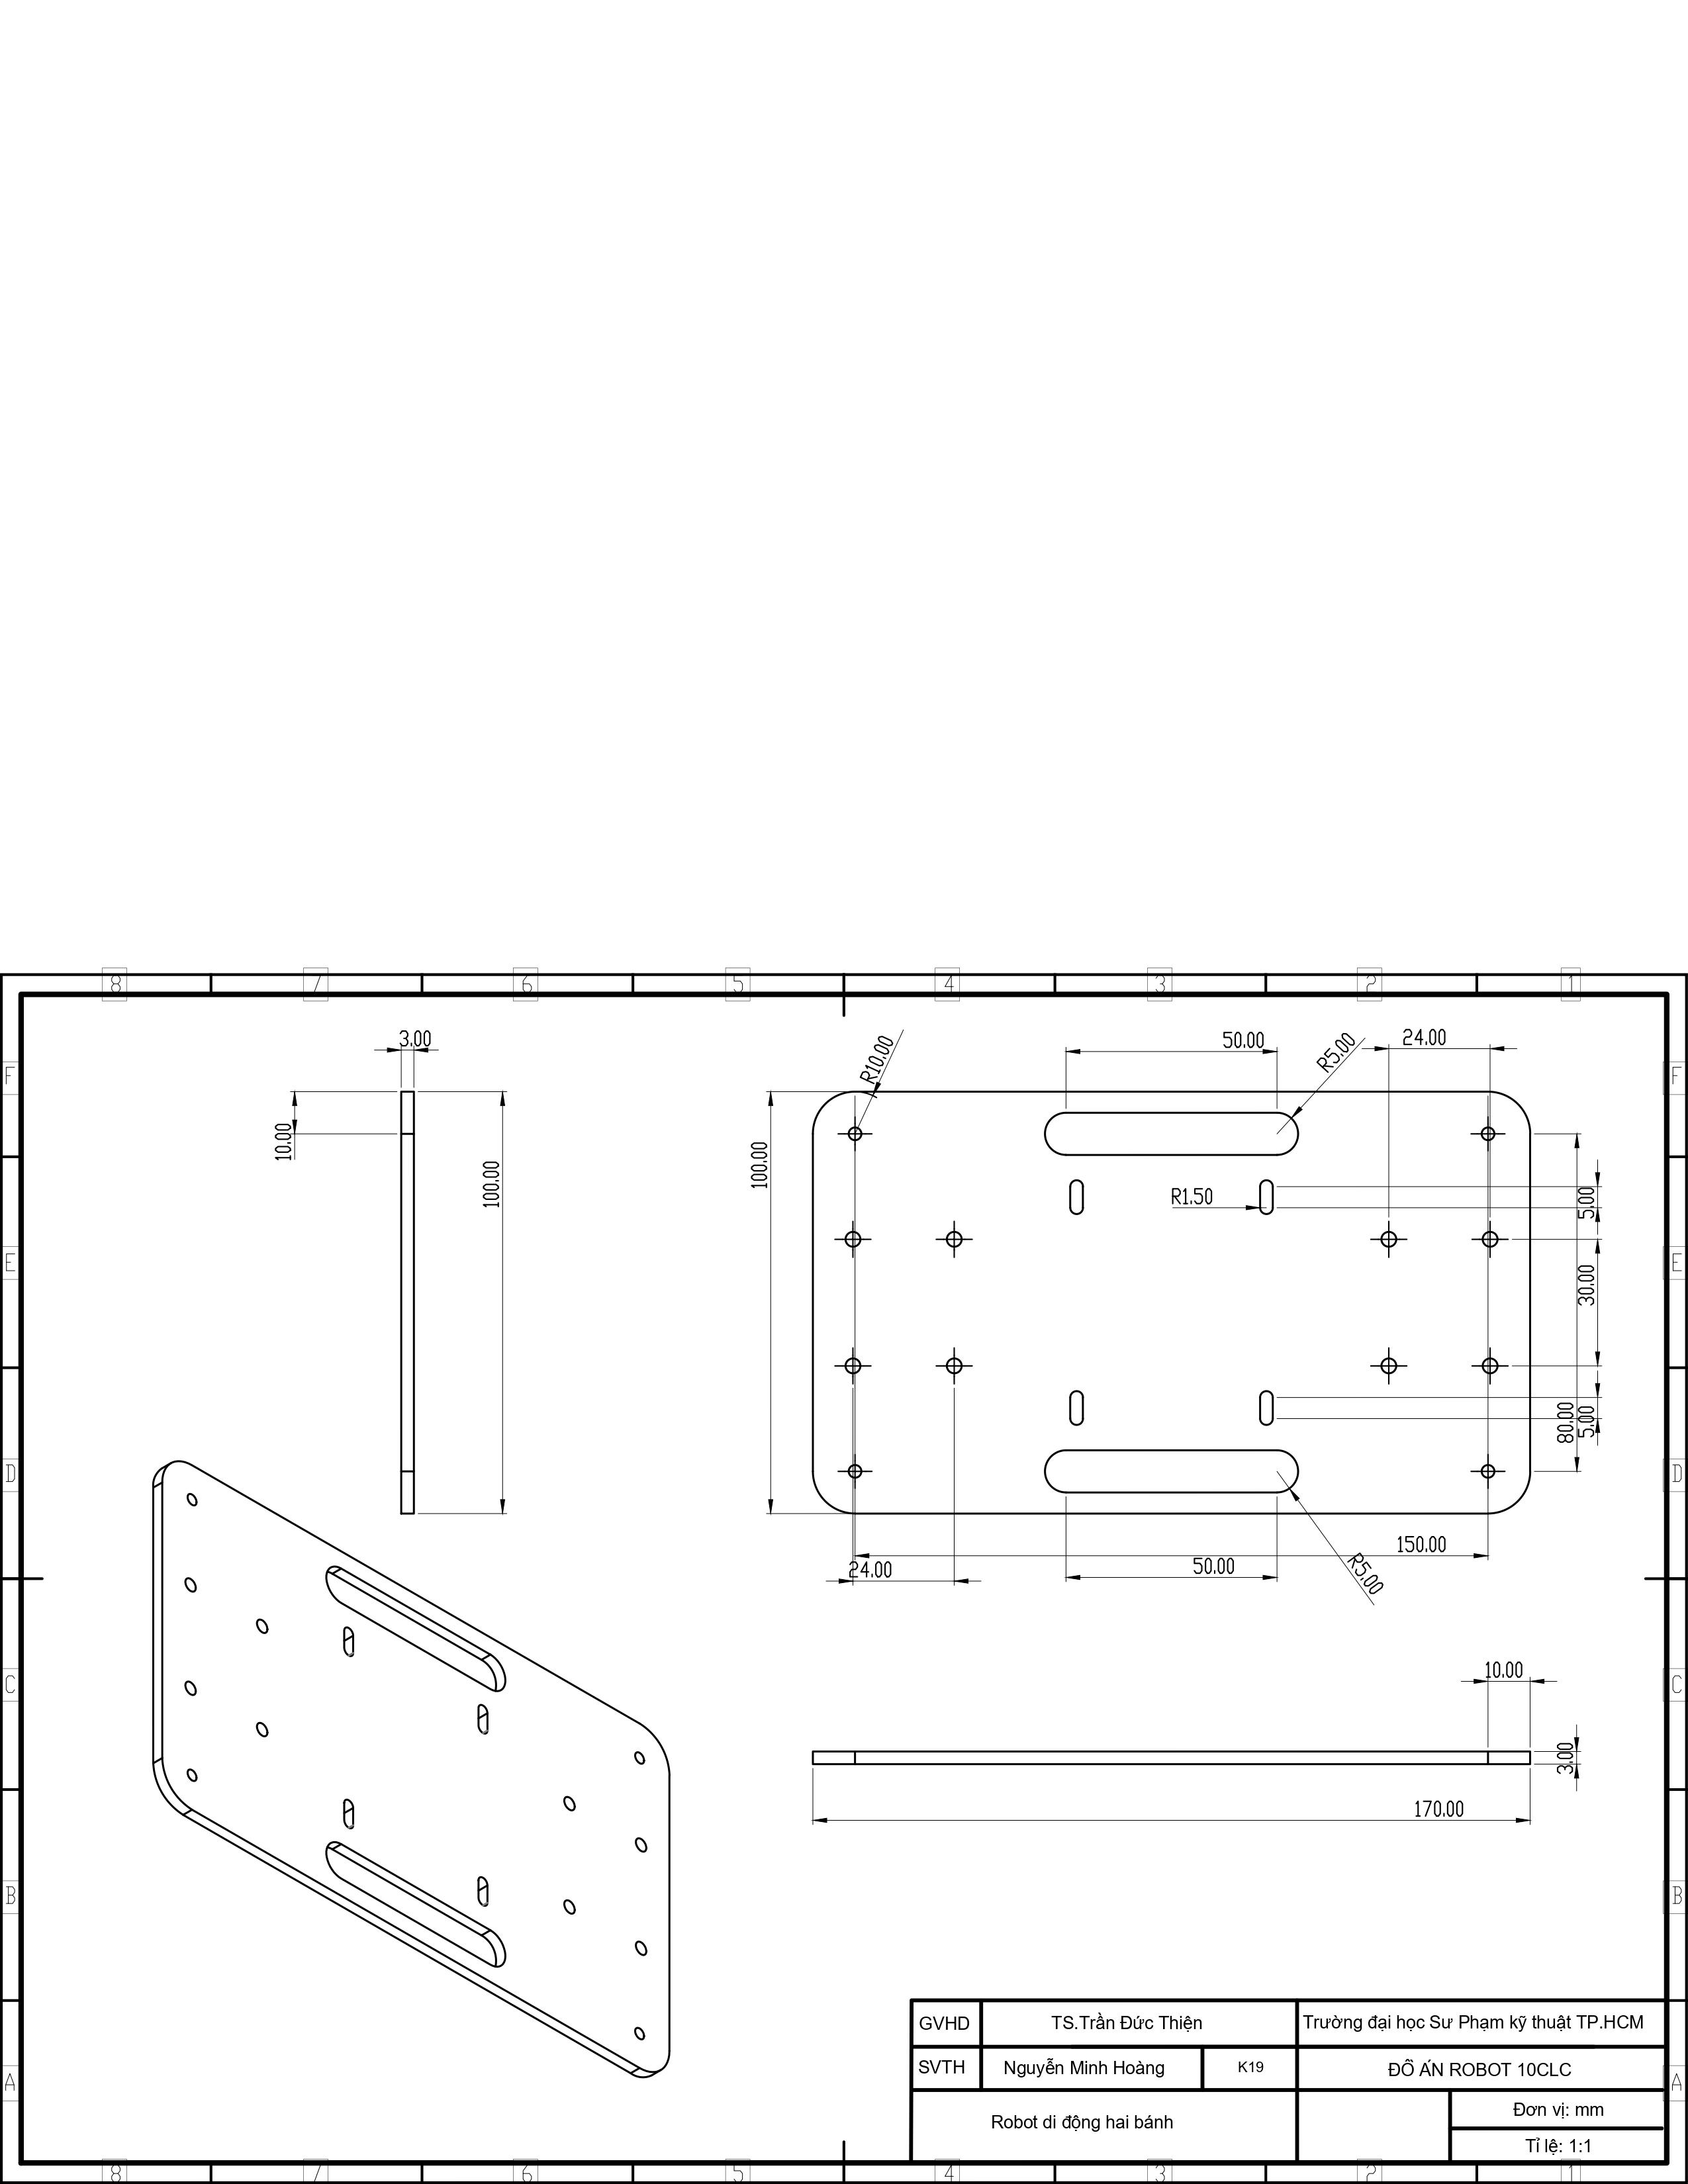 8 7 6 5 4 3 2 1
F F
E E
D D
C C
B B
A A
3.00
10.00
100.00
R10.00
50.00
R5.00
24.00
100.00
R1.50
5.00
30.00
80.00
5.00
150.00
24.00
50.00
R5.00
10.00
3.00
170.00
GVHD TS.Trần Đức Thiện Trường đại học Sư Phạm kỹ thuật TP.HCM
SVTH Nguyễn Minh Hoàng K19 ĐỒ ÁN ROBOT 10CLC
Robot di động hai bánh
Đơn vị: mm
Tỉ lệ: 1:1
8 7 6 5 4 3 2 1